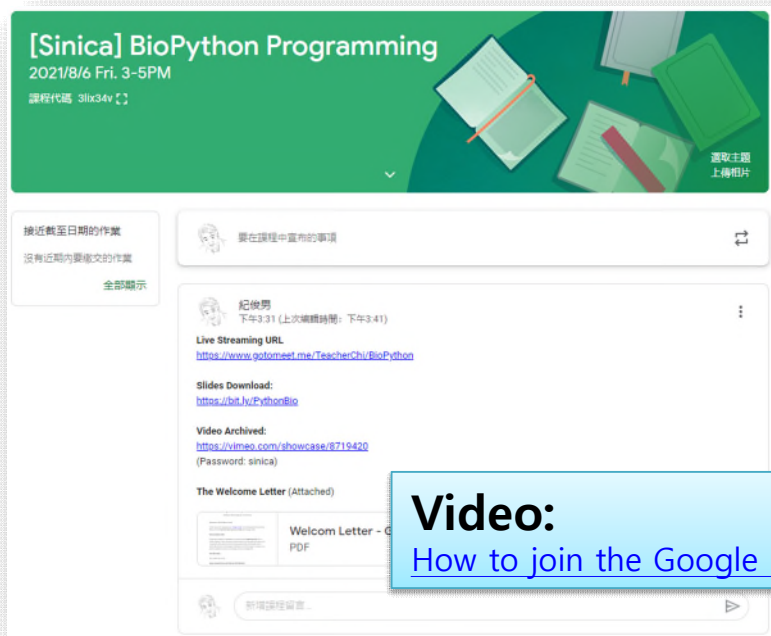 [Sinica] BioPython Programming
2021/8/6 Fri. 3-5PM
課程代碼 3lix34v
選取主題
上傳相片
接近截至日期的作業
沒有近期內要繳交的作業
全部顯示
要在課程中宣布的事項
紀俊男
下午3:31 (上次編輯時間：下午3:41)
Live Streaming URL
https://www.gotomeet.me/TeacherChi/BioPython
Slides Download:
https://bit.ly/PythonBio
Video Archived:
https://vimeo.com/showcase/8719420
(Password: sinica)
The Welcome Letter (Attached)
Welcom Letter - G
PDF
Video:
How to join the Google
新增課程留言...